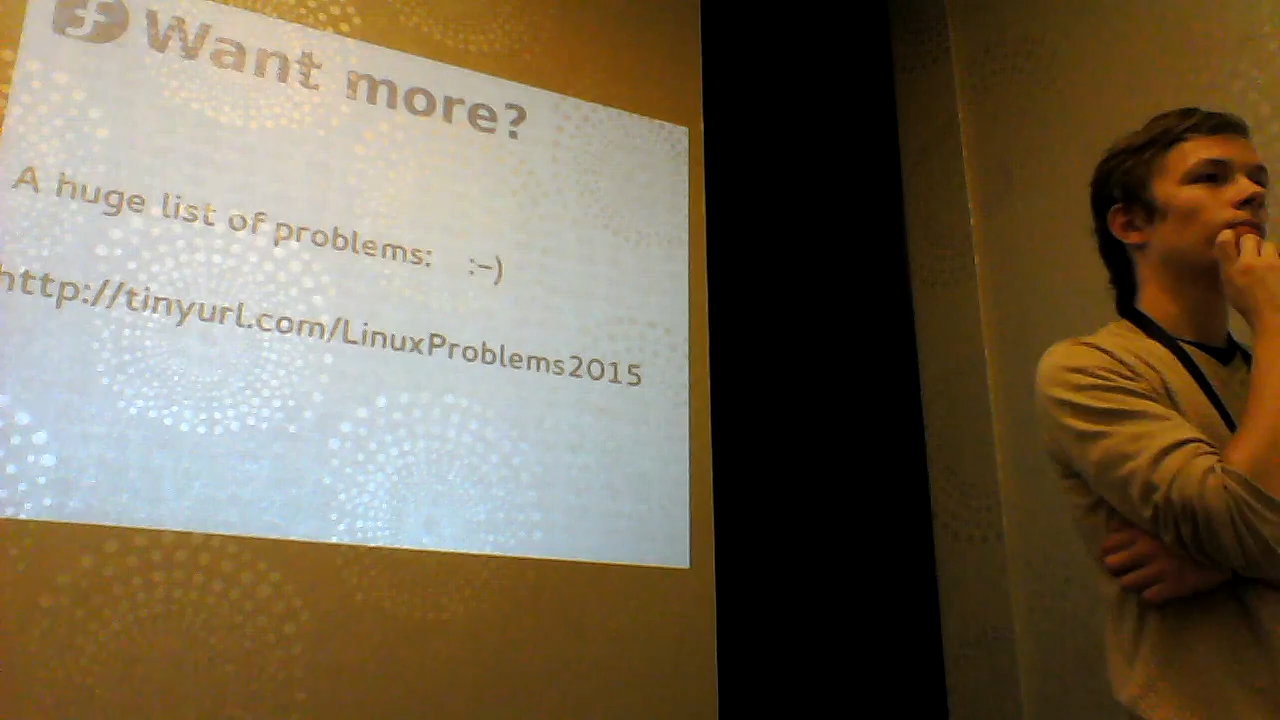 Want more?
A huge list of problems: :-)
http://tinyurl.com/LinuxProblems2015